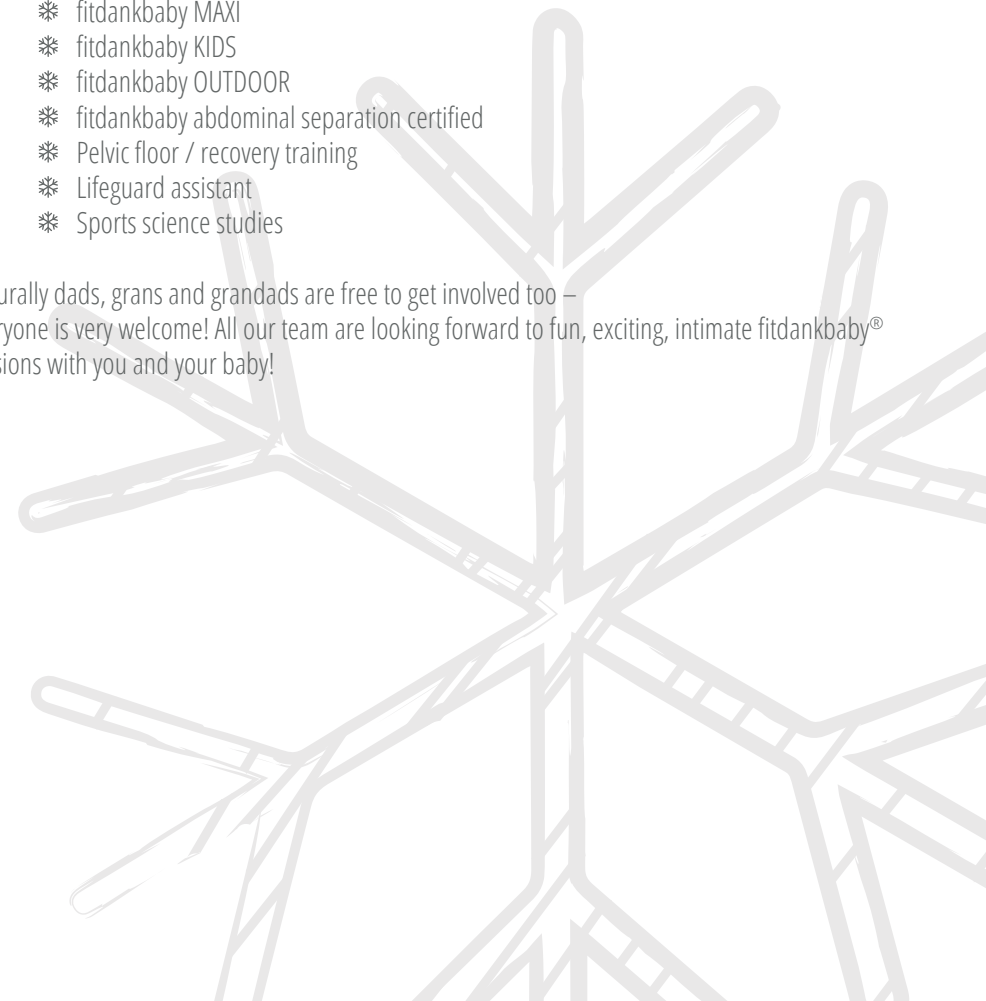 ❄ fitdankbaby MAXI
❄ fitdankbaby KIDS
❄ fitdankbaby OUTDOOR
❄ fitdankbaby abdominal separation certified
❄ Pelvic floor / recovery training
❄ Lifeguard assistant
❄ Sports science studies
urally dads, grans and grandads are free to get involved too –
ryone is very welcome! All our team are looking forward to fun, exciting, intimate fitdankbaby®
sions with you and your baby!